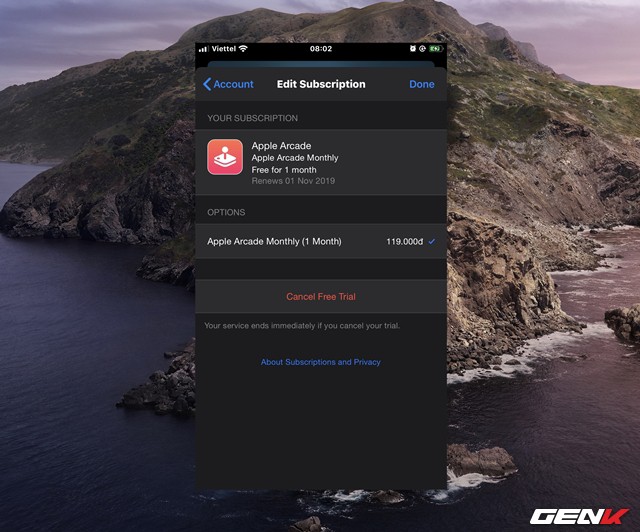 Viettel
08:02
Account
Edit Subscription
Done
YOUR SUBSCRIPTION
Apple Arcade
Apple Arcade Monthly
Free for 1 month
Renews 01 Nov 2019
OPTIONS
Apple Arcade Monthly (1 Month)
119.000đ
Cancel Free Trial
Your service ends immediately if you cancel your trial.
About Subscriptions and Privacy
GENK